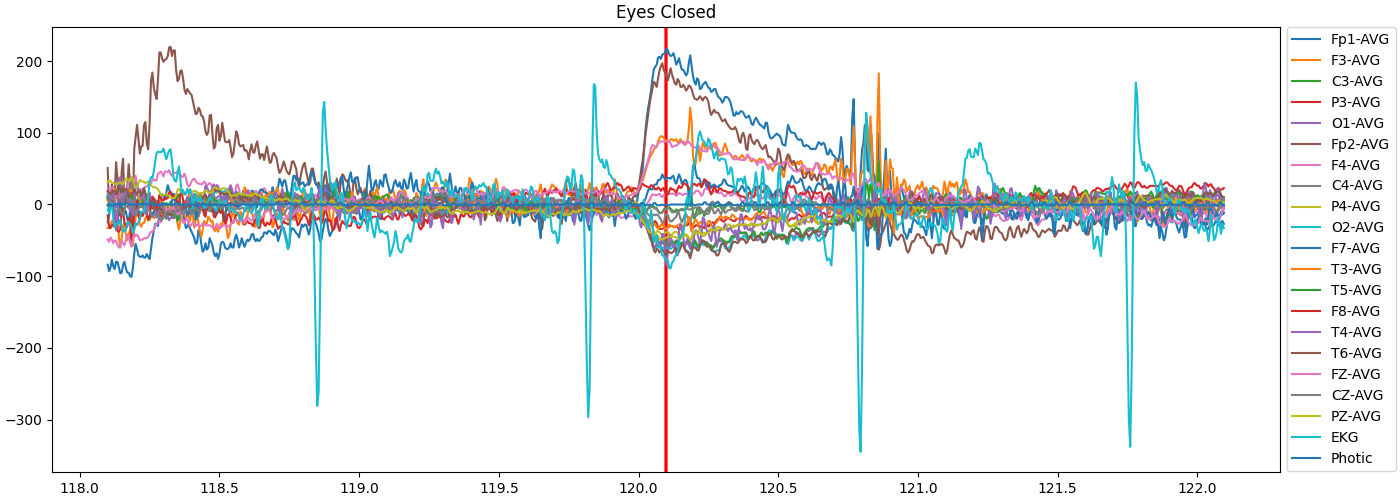 Eyes Closed
200
100
0
−100
−200
−300
118.0 118.5 119.0 119.5 120.0 120.5 121.0 121.5 122.0
Fp1-AVG
F3-AVG
C3-AVG
P3-AVG
O1-AVG
Fp2-AVG
F4-AVG
C4-AVG
P4-AVG
O2-AVG
F7-AVG
T3-AVG
T5-AVG
F8-AVG
T4-AVG
T6-AVG
FZ-AVG
CZ-AVG
PZ-AVG
EKG
Photic